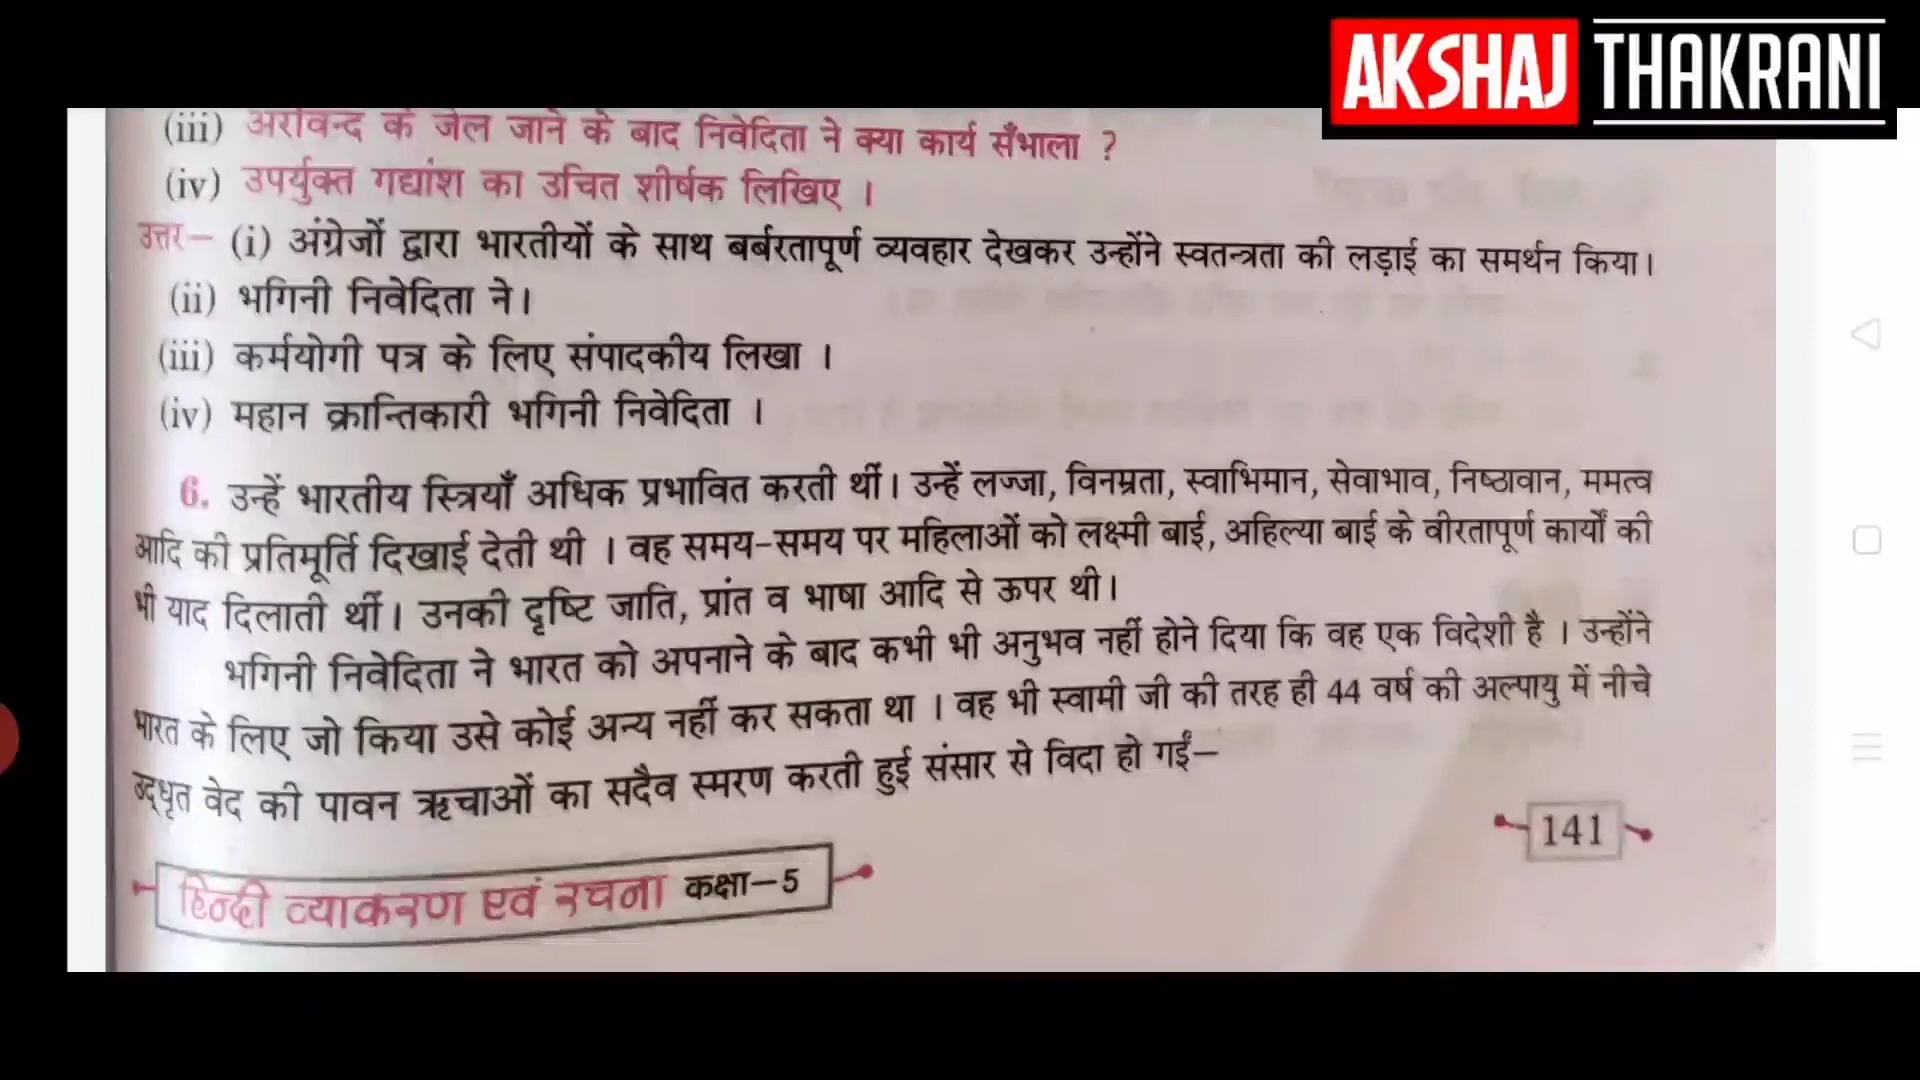 AKSHAJ THAKRANI
(iii) अरविन्द के जेल जाने के बाद निवेदिता ने क्या कार्य सँभाला ?
(iv) उपर्युक्त गद्यांश का उचित शीर्षक लिखिए ।
उत्तर– (i) अंग्रेजों द्वारा भारतीयों के साथ बर्बरतापूर्ण व्यवहार देखकर उन्होंने स्वतन्त्रता की लड़ाई का समर्थन किया।
(ii) भगिनी निवेदिता ने।
(iii) कर्मयोगी पत्र के लिए संपादकीय लिखा ।
(iv) महान क्रान्तिकारी भगिनी निवेदिता ।
6. उन्हें भारतीय स्त्रियाँ अधिक प्रभावित करती थीं। उन्हें लज्जा, विनम्रता, स्वाभिमान, सेवाभाव, निष्ठावान, ममत्व
आदि की प्रतिमूर्ति दिखाई देती थी । वह समय-समय पर महिलाओं को लक्ष्मी बाई, अहिल्या बाई के वीरतापूर्ण कार्यों की
भी याद दिलाती थीं। उनकी दृष्टि जाति, प्रांत व भाषा आदि से ऊपर थी।
भगिनी निवेदिता ने भारत को अपनाने के बाद कभी भी अनुभव नहीं होने दिया कि वह एक विदेशी है । उन्होंने
भारत के लिए जो किया उसे कोई अन्य नहीं कर सकता था । वह भी स्वामी जी की तरह ही 44 वर्ष की अल्पायु में नीचे
उद्धृत वेद की पावन ऋचाओं का सदैव स्मरण करती हुई संसार से विदा हो गईं–
141
हिन्दी व्याकरण एवं रचना कक्षा–5